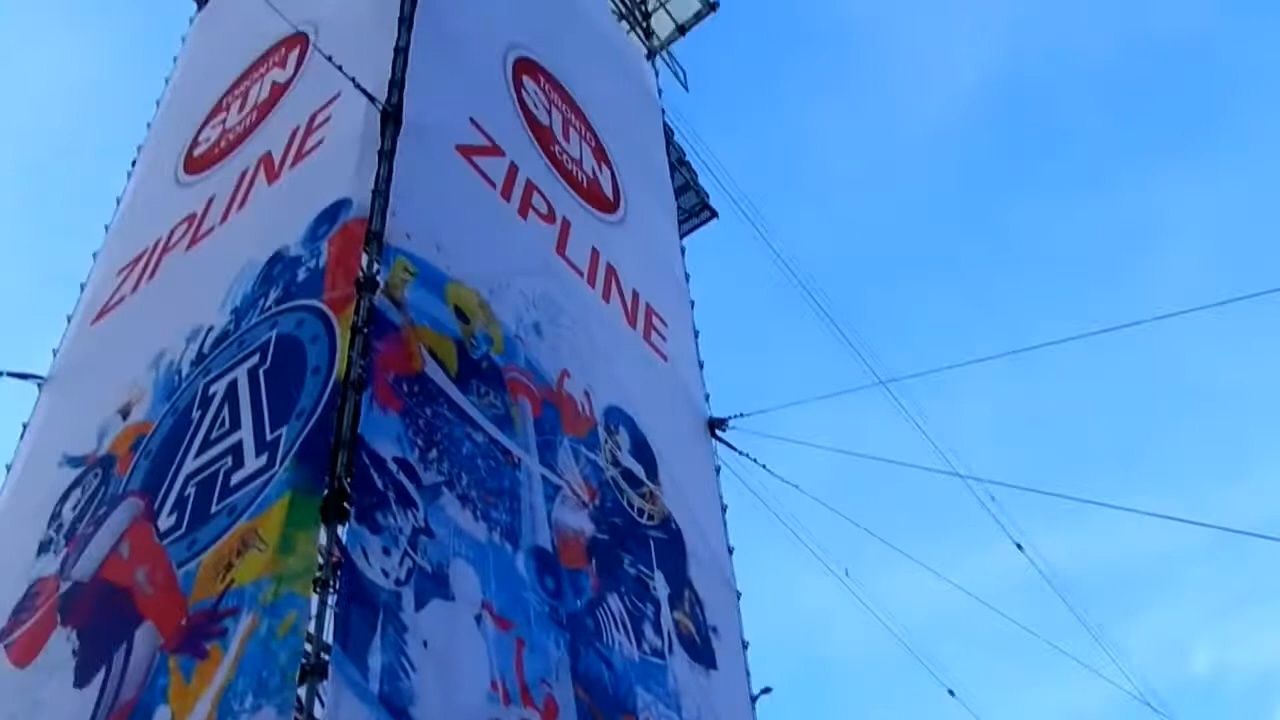 TORONTO
SUN
.com
ZIPLINE
A
TORONTO
SUN
.com
ZIPLINE